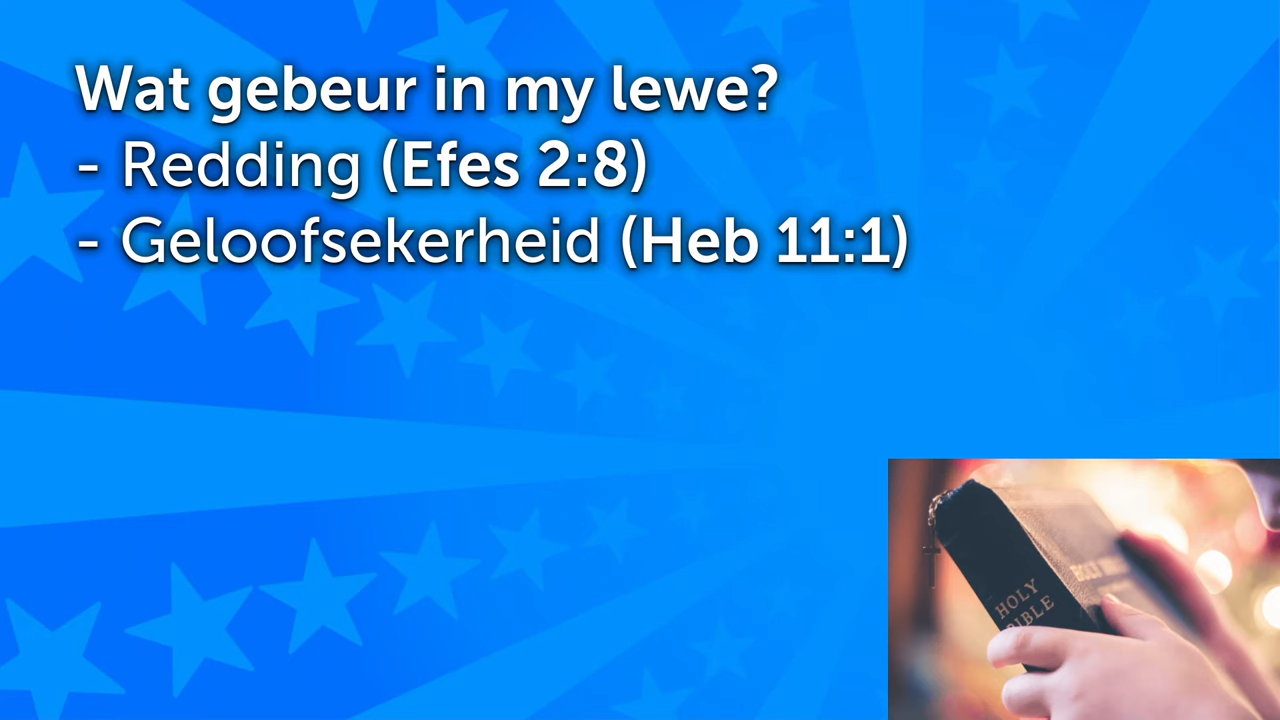 Wat gebeur in my lewe?
- Redding (Efes 2:8)
- Geloofsekerheid (Heb 11:1)
HOLY
BIBLE